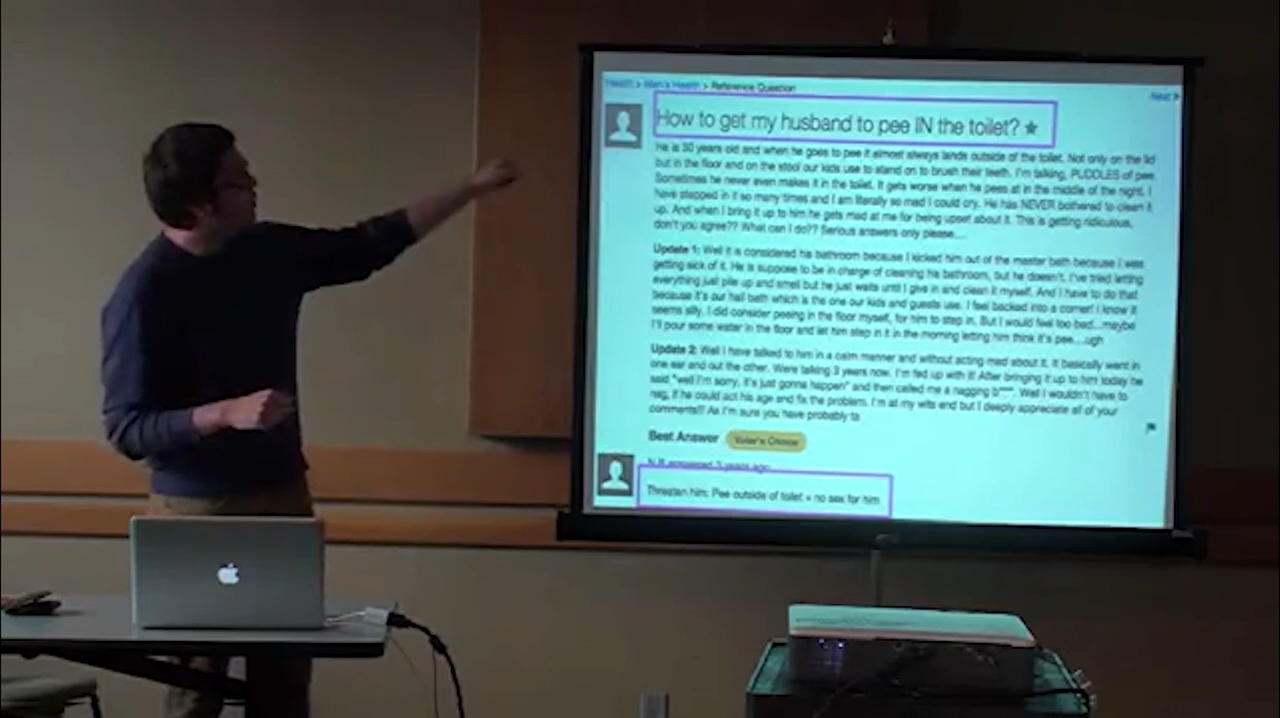 Health > Men's Health > Reference Question
Next >
How to get my husband to pee IN the toilet? ★
He is 30 years old and when he goes to pee it almost always lands outside of the toilet. Not only on the lid
but in the floor and on the stool our kids use to stand on to brush their teeth. I'm talking, PUDDLES of pee.
Sometimes he never even makes it in the toilet. It gets worse when he pees at in the middle of the night. I
have stepped in it so many times and I am literally so mad I could cry. He has NEVER bothered to clean it
up. And when I bring it up to him he gets mad at me for being upset about it. This is getting ridiculous,
don't you agree?? What can I do?? Serious answers only please....
Update 1: Well it is considered his bathroom because I kicked him out of the master bath because I was
getting sick of it. He is suppose to be in charge of cleaning his bathroom, but he doesn't. I've tried letting
everything just pile up and smell but he just waits until I give in and clean it myself. And I have to do that
because it's our hall bath which is the one our kids and guests use. I feel backed into a corner! I know it
seems silly. I did consider peeing in the floor myself, for him to step in. But I would feel too bad...maybe
I'll pour some water in the floor and let him step in it in the morning letting him think it's pee....ugh
Update 2: Well I have talked to him in a calm manner and without acting mad about it. It basically went in
one ear and out the other. Were talking 3 years now. I'm fed up with it! After bringing it up to him today he
said "well I'm sorry, it's just gonna happen" and then called me a nagging b****. Well I wouldn't have to
nag, if he could act his age and fix the problem. I'm at my wits end but I deeply appreciate all of your
comments!!! As I'm sure you have probably ta
Best Answer Voter's Choice
answered 3 years ago
Threaten him: Pee outside of toilet = no sex for him